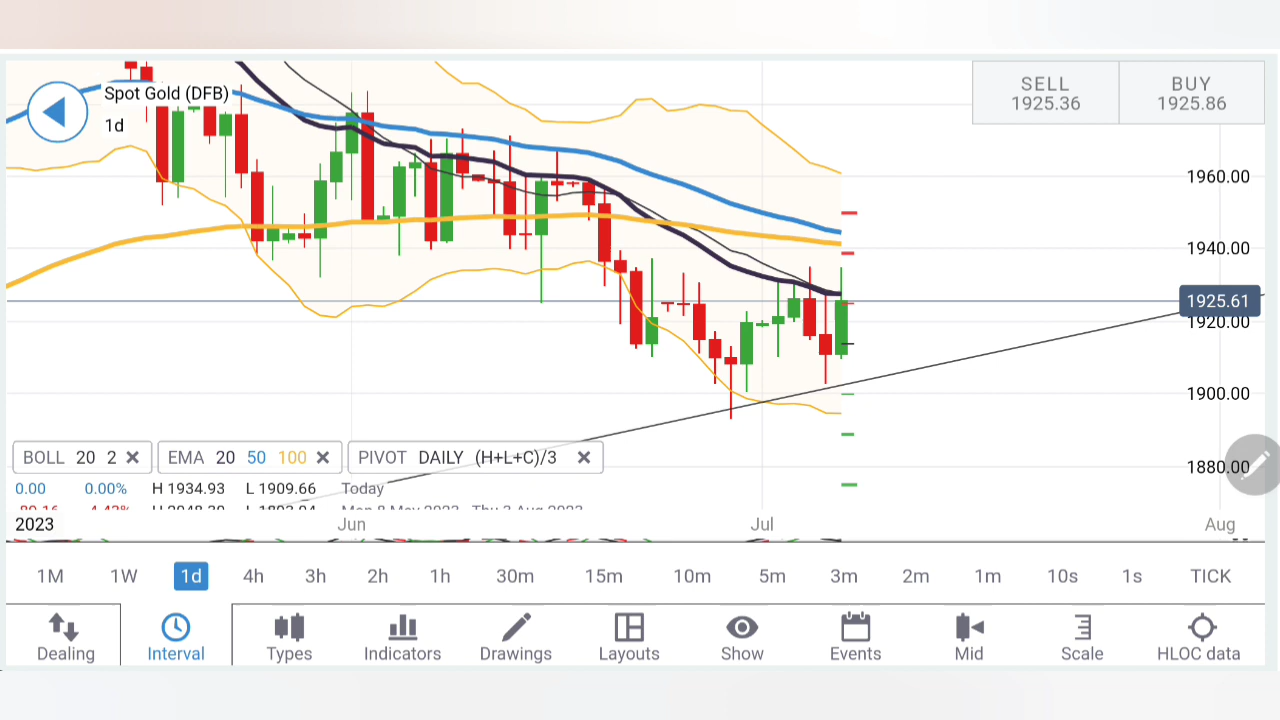 Spot Gold (DFB)
1d
SELL
1925.36
BUY
1925.86
1960.00
1940.00
1925.61
1920.00
1900.00
1880.00
BOLL 20 2
EMA 20 50 100
PIVOT DAILY (H+L+C)/3
0.00 0.00% H 1934.93 L 1909.66 Today
2023 Jun Jul Aug
1M 1W 1d 4h 3h 2h 1h 30m 15m 10m 5m 3m 2m 1m 10s 1s TICK
Dealing Interval Types Indicators Drawings Layouts Show Events Mid Scale HLOC data